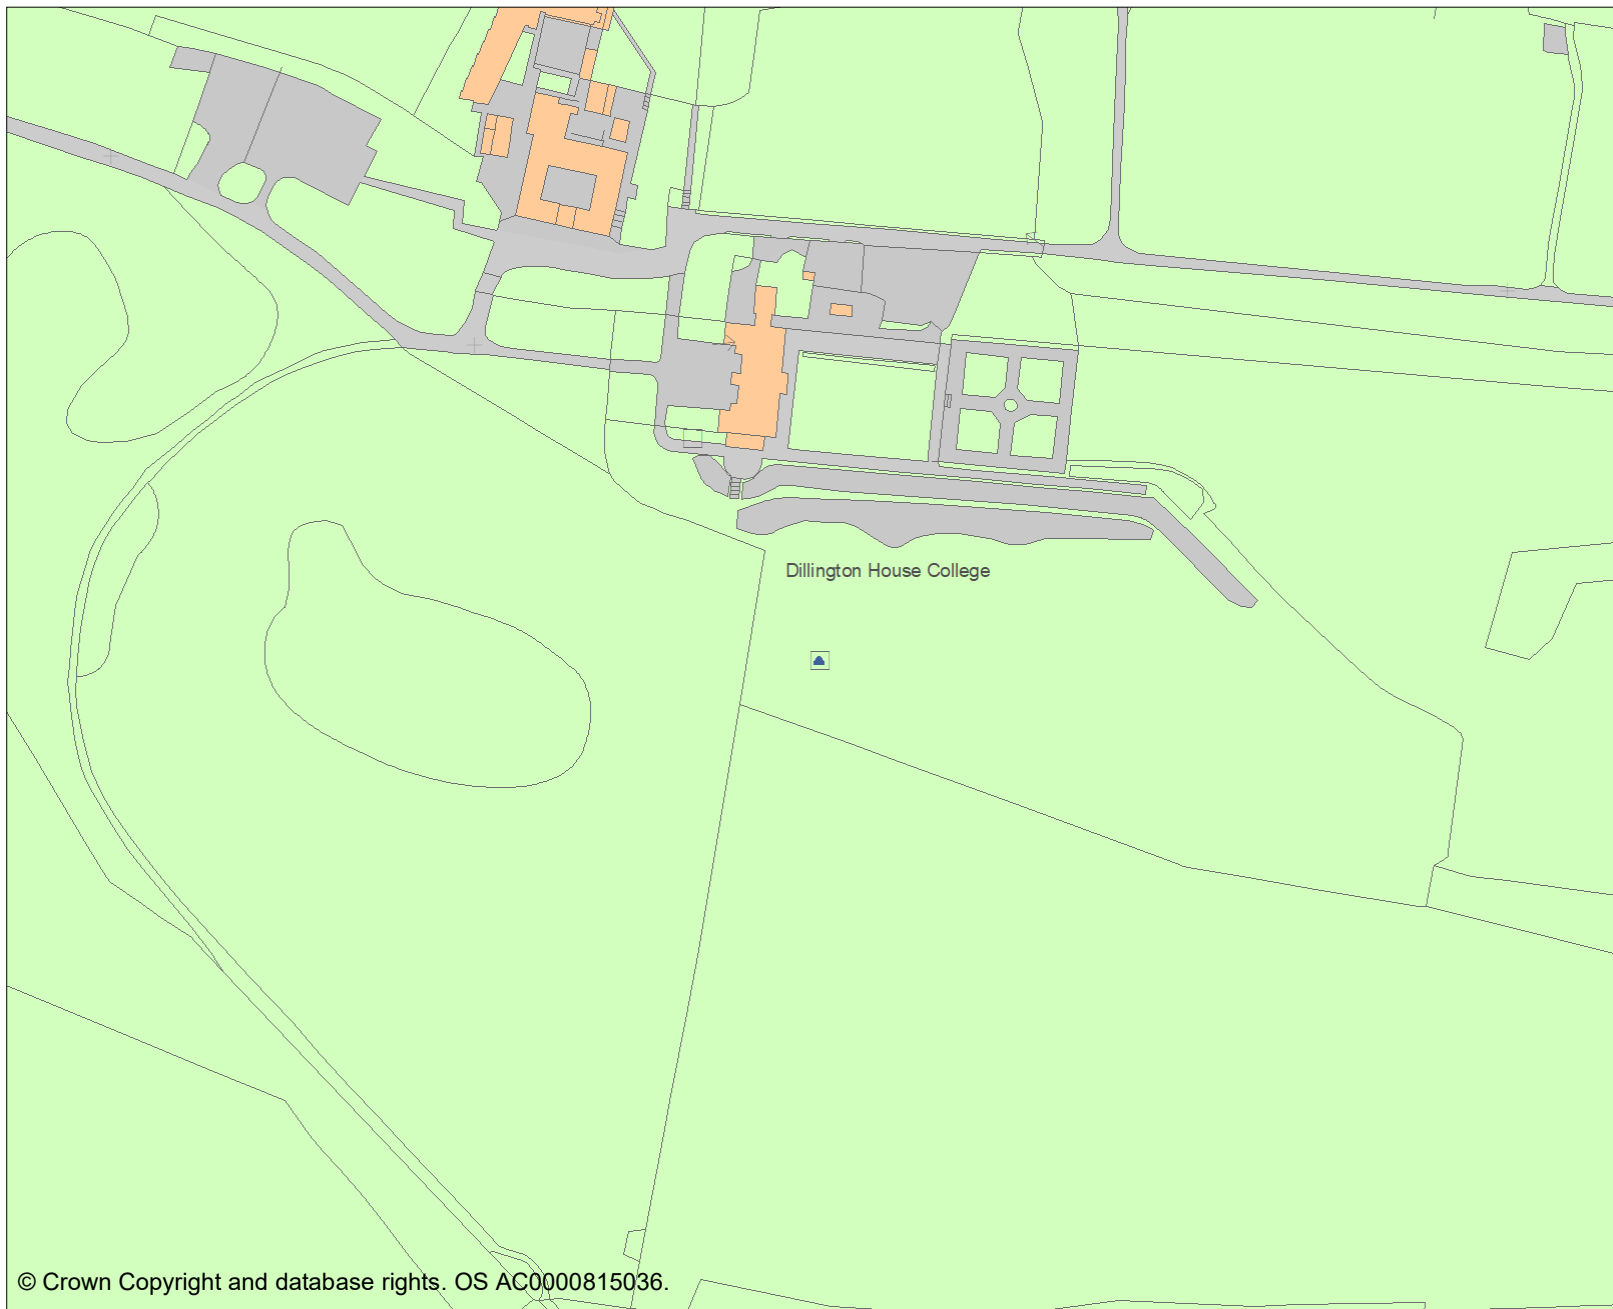 Dillington House College
© Crown Copyright and database rights. OS AC0000815036.